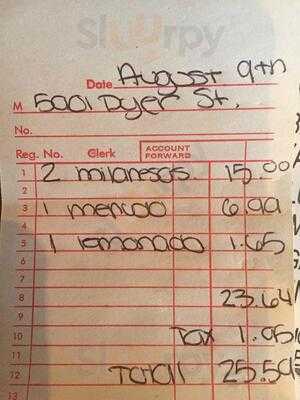 Slurrpy
Date August 9th
M 5001 Dyer St.
No.
Reg. No. Clerk ACCOUNT FORWARD
1 2 milanesas 15.00
2
3 1 menudo 6.99
4
5 1 lemonada 1.65
6
7
8 23.64
9
10 Tax 1.95
11
12 Total 25.59
13